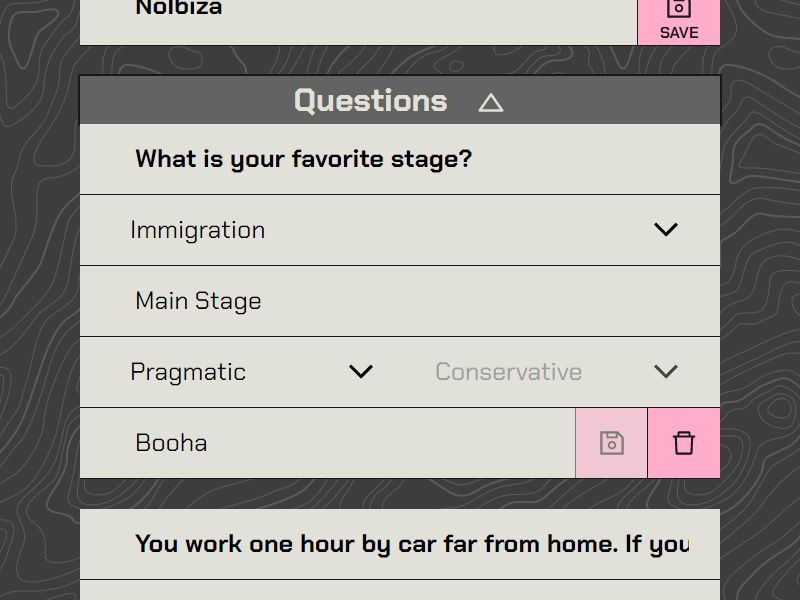 Nolbiza
SAVE
Questions
What is your favorite stage?
Immigration
Main Stage
Pragmatic
Conservative
Booha
You work one hour by car far from home. If you